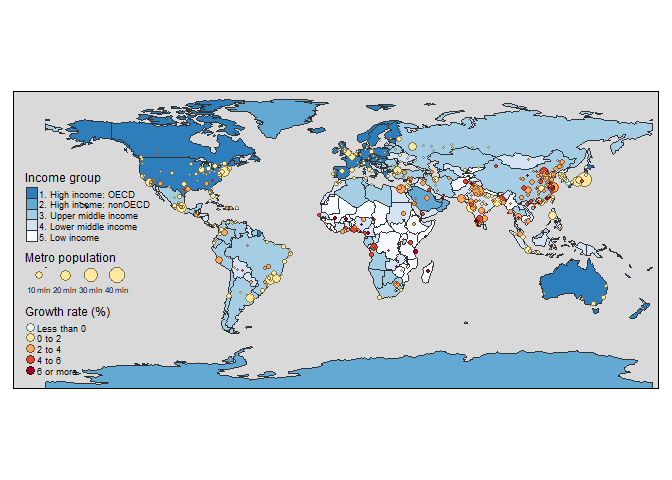 Income group
1. High income: OECD
2. High income: nonOECD
3. Upper middle income
4. Lower middle income
5. Low income
Metro population
10 mln 20 mln 30 mln 40 mln
Growth rate (%)
Less than 0
0 to 2
2 to 4
4 to 6
6 or more